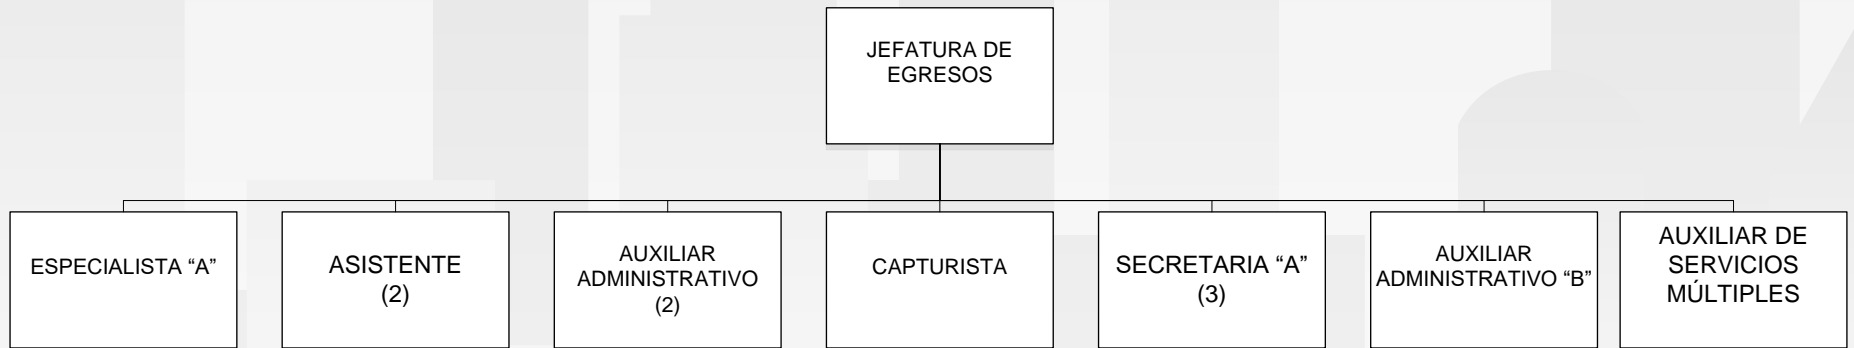 JEFATURA DE
EGRESOS
ESPECIALISTA “A”
ASISTENTE
(2)
AUXILIAR
ADMINISTRATIVO
(2)
CAPTURISTA
SECRETARIA “A”
(3)
AUXILIAR
ADMINISTRATIVO “B”
AUXILIAR DE
SERVICIOS
MÚLTIPLES